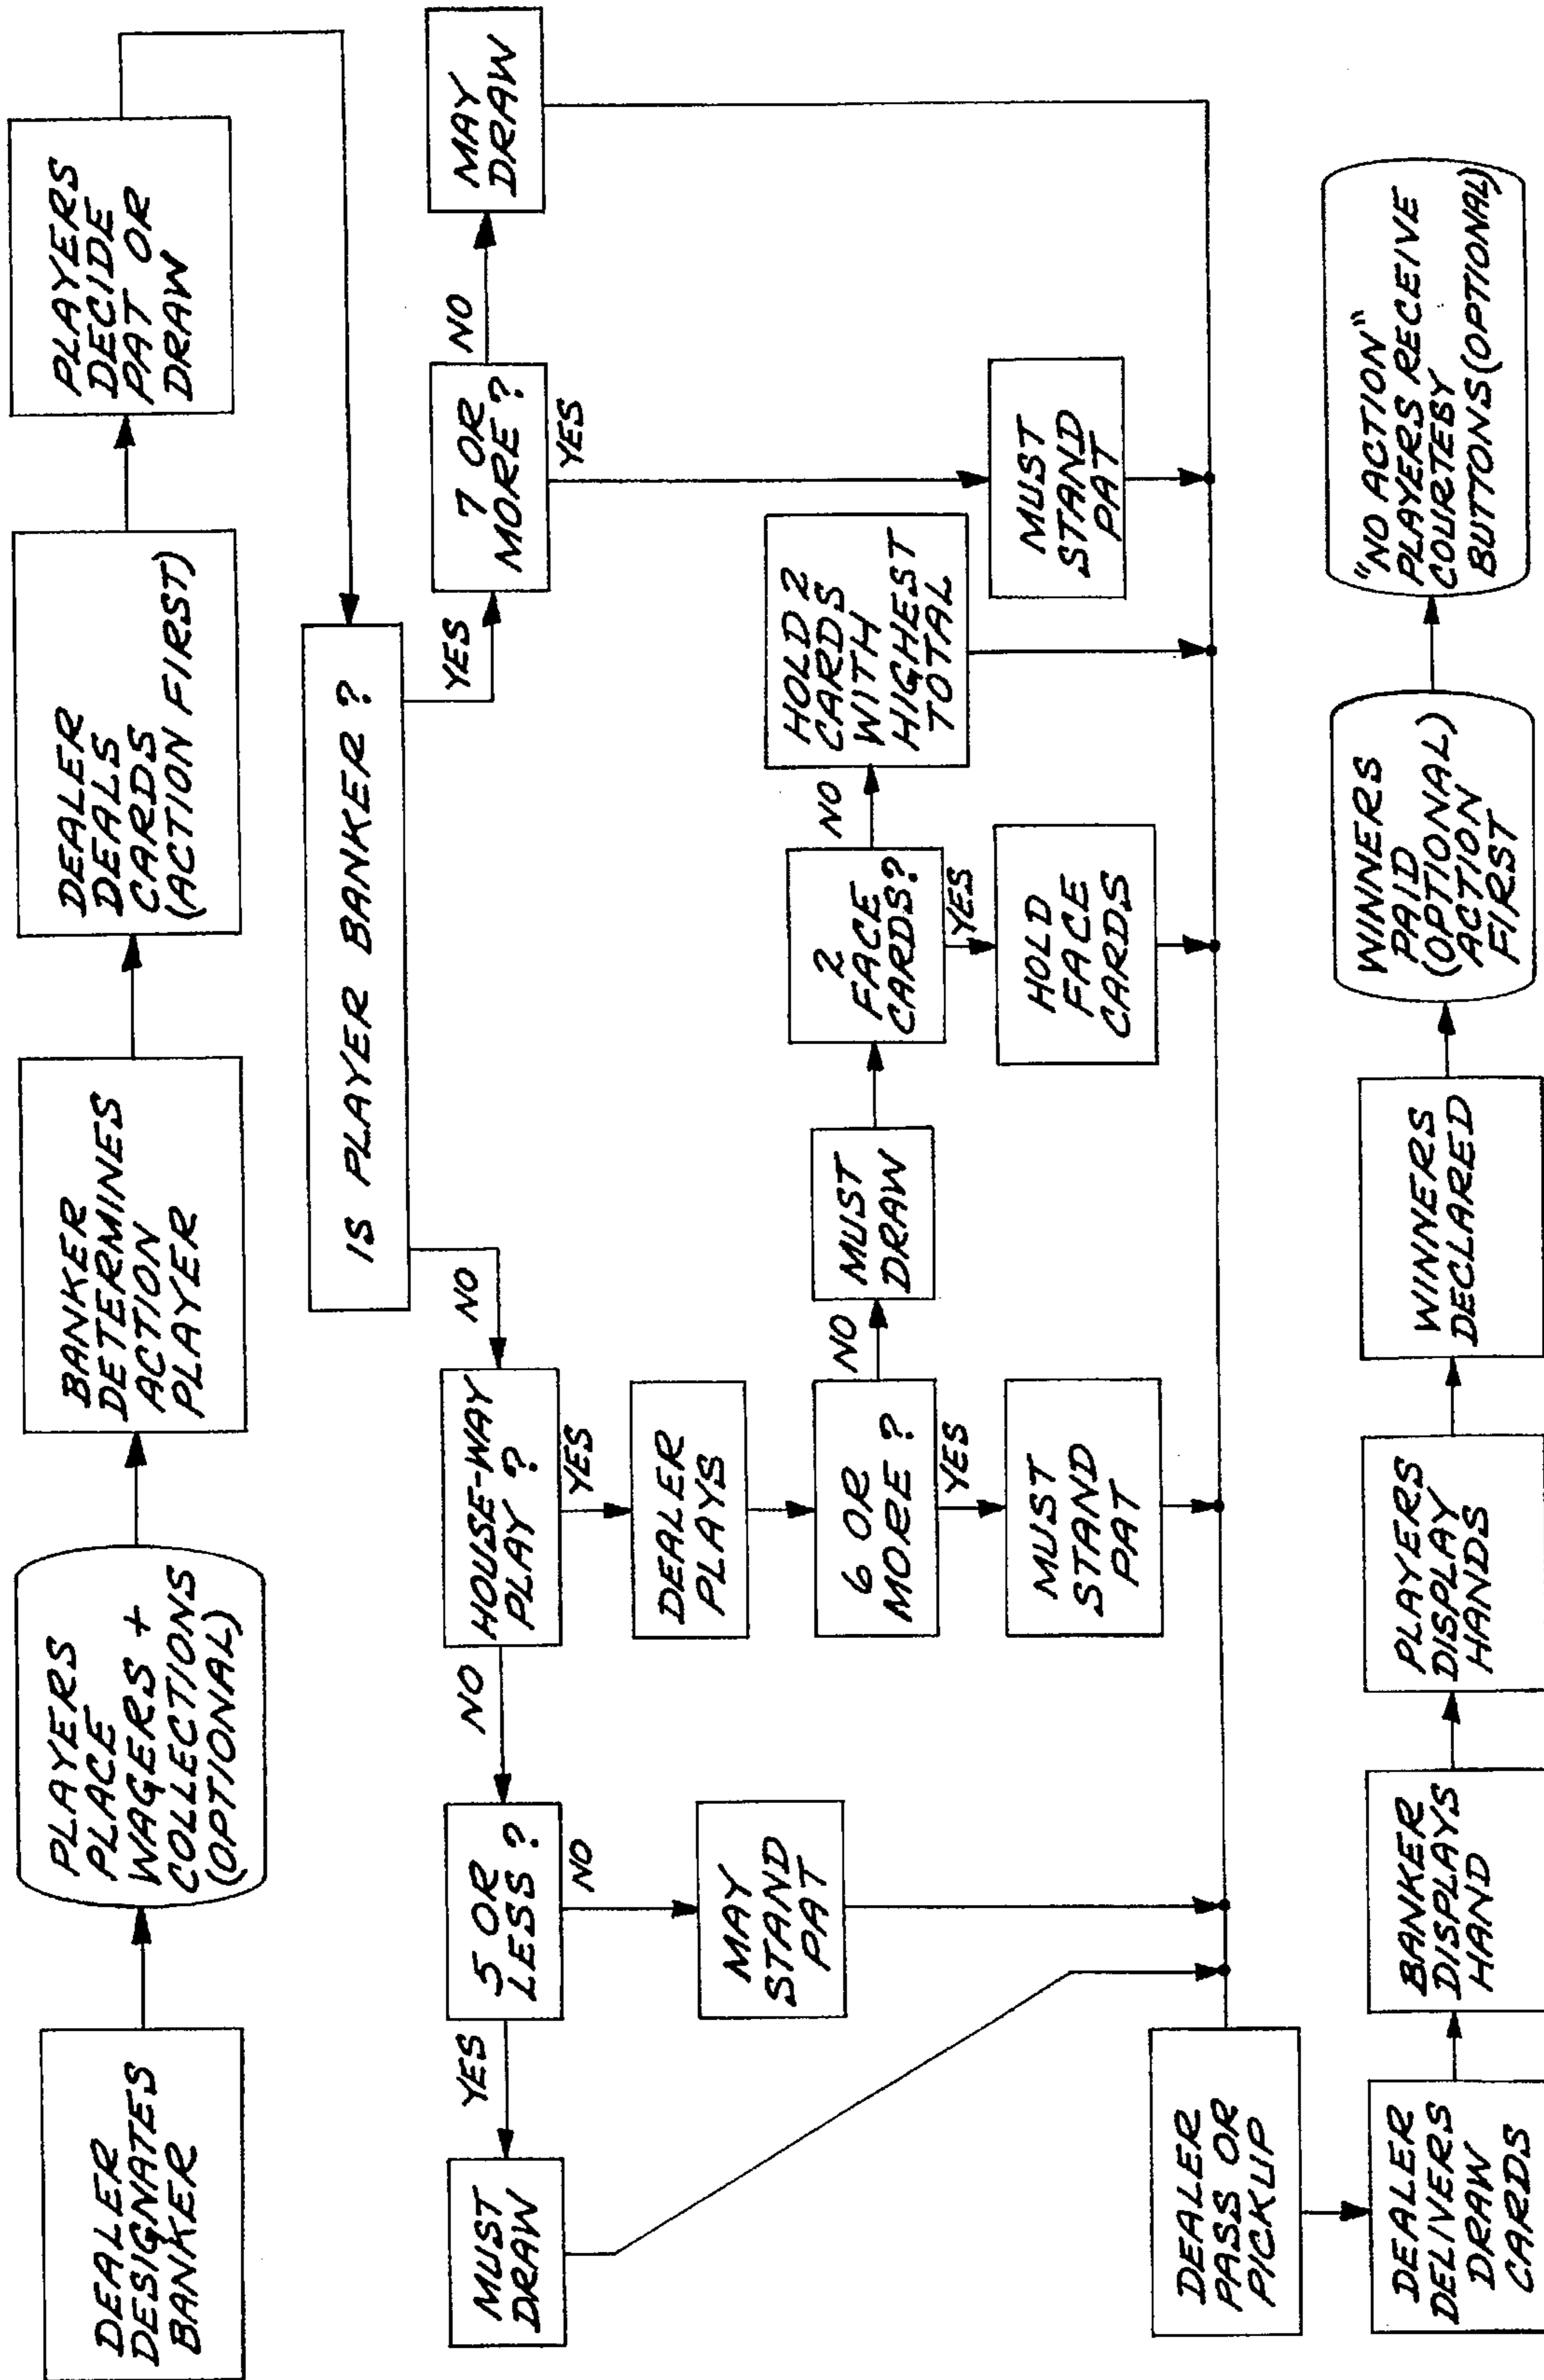 DEALER
DESIGNATES
BANKER
PLAYERS
PLACE
WAGERS +
COLLECTIONS
(OPTIONAL)
BANKER
DETERMINES
ACTION
PLAYER
DEALER
DEALS
CARDS
(ACTION FIRST)
PLAYERS
DECIDE
PAT OR
DRAW
IS PLAYER BANKER?
NO
YES
MUST
DRAW
YES
5 OR
LESS?
NO
NO
HOUSE-WAY
PLAY?
YES
7 OR
MORE?
YES
NO
MAY
DRAW
MAY
STAND
PAT
DEALER
PLAYS
6 OR
MORE?
YES
NO
MUST
DRAW
2
FACE
CARDS?
YES
NO
HOLD 2
CARDS
WITH
HIGHEST
TOTAL
MUST
STAND
PAT
HOLD
FACE
CARDS
MUST
STAND
PAT
DEALER
PASS OR
PICKUP
DEALER
DELIVERS
DRAW
CARDS
BANKER
DISPLAYS
HAND
PLAYERS
DISPLAY
HANDS
WINNERS
DECLARED
WINNERS
PAID
(OPTIONAL)
ACTION
FIRST
"NO ACTION"
PLAYERS RECEIVE
COURTEBY
BUTTONS(OPTIONAL)